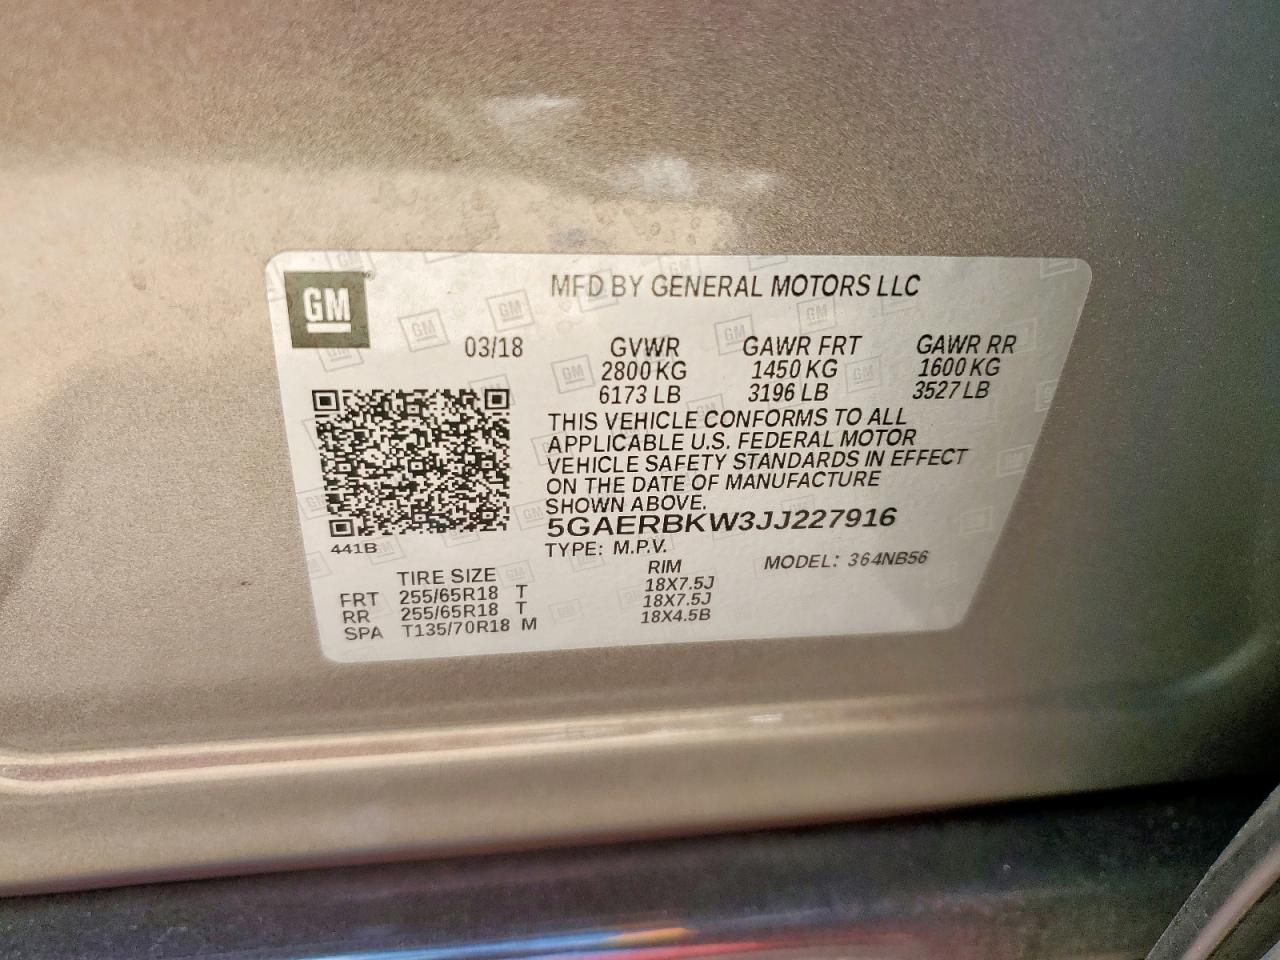 GM
MFD BY GENERAL MOTORS LLC
03/18 GVWR GAWR FRT GAWR RR
2800 KG 1450 KG 1600 KG
6173 LB 3196 LB 3527 LB
THIS VEHICLE CONFORMS TO ALL
APPLICABLE U.S. FEDERAL MOTOR
VEHICLE SAFETY STANDARDS IN EFFECT
ON THE DATE OF MANUFACTURE
SHOWN ABOVE.
5GAERBKW3JJ227916
441B
TYPE: M.P.V. MODEL: 364NB56
TIRE SIZE RIM
FRT 255/65R18 T 18X7.5J
RR 255/65R18 T 18X7.5J
SPA T135/70R18 M 18X4.5B